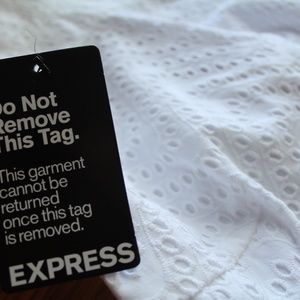 Do Not
Remove
This Tag.
This garment
cannot be
returned
once this tag
is removed.
EXPRESS